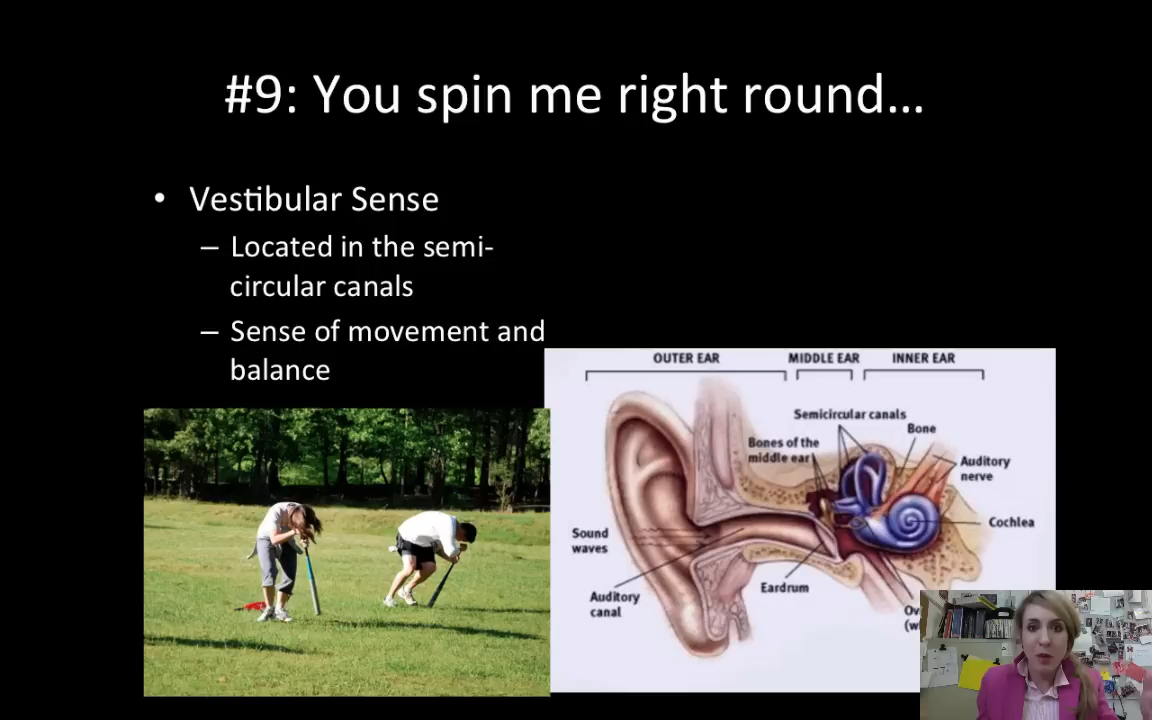 #9: You spin me right round…
• Vestibular Sense
– Located in the semi-
circular canals
– Sense of movement and
balance
OUTER EAR MIDDLE EAR INNER EAR
Semicircular canals
Bone
Bones of the
middle ear
Auditory
nerve
Cochlea
Sound
waves
Eardrum
Auditory
canal